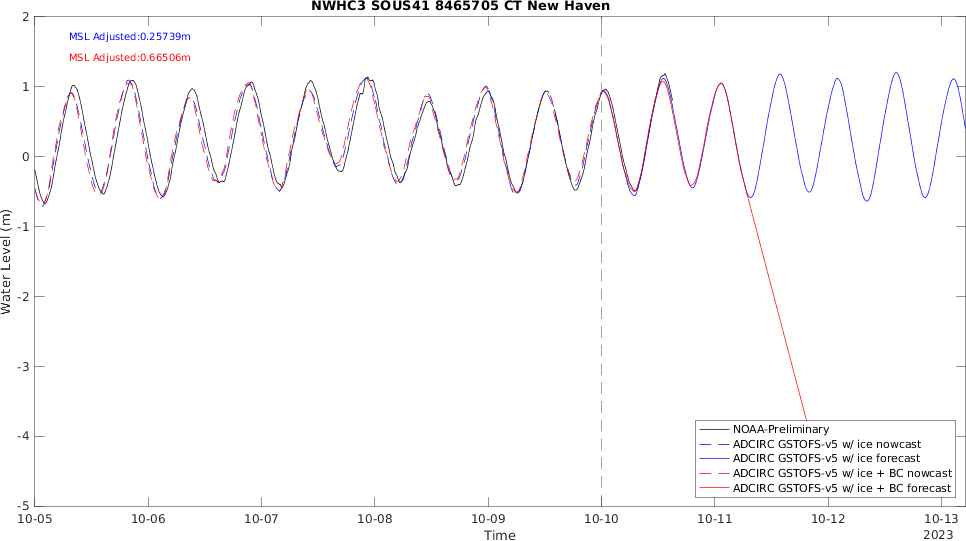 NWHC3 SOUS41 8465705 CT New Haven
MSL Adjusted:0.25739m
MSL Adjusted:0.66506m
2
1
0
-1
-2
-3
-4
-5
Water Level (m)
NOAA-Preliminary
ADCIRC GSTOFS-v5 w/ ice nowcast
ADCIRC GSTOFS-v5 w/ ice forecast
ADCIRC GSTOFS-v5 w/ ice + BC nowcast
ADCIRC GSTOFS-v5 w/ ice + BC forecast
10-05 10-06 10-07 10-08 10-09 10-10 10-11 10-12 10-13
Time
2023